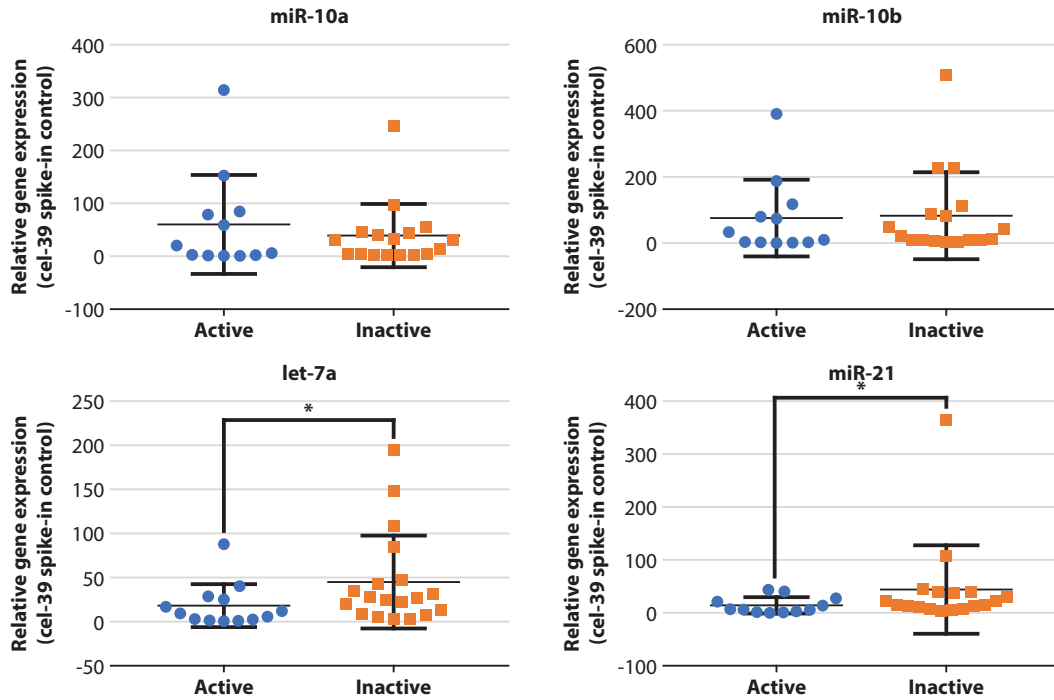 miR-10a
Relative gene expression
(cel-39 spike-in control)
400
300
200
100
0
-100
Active
Inactive
miR-10b
Relative gene expression
(cel-39 spike-in control)
600
400
200
0
-200
Active
Inactive
let-7a
Relative gene expression
(cel-39 spike-in control)
250
200
150
100
50
0
-50
*
Active
Inactive
miR-21
Relative gene expression
(cel-39 spike-in control)
400
300
200
100
0
-100
*
Active
Inactive